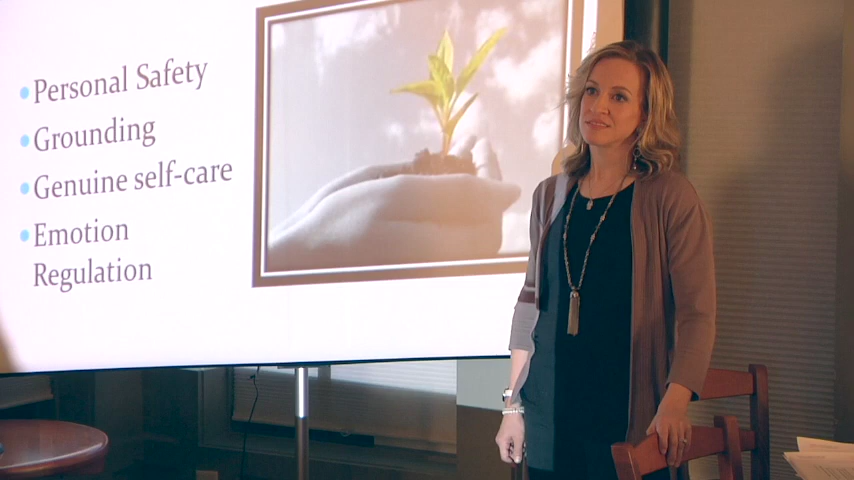 Personal Safety
Grounding
Genuine self-care
Emotion
Regulation